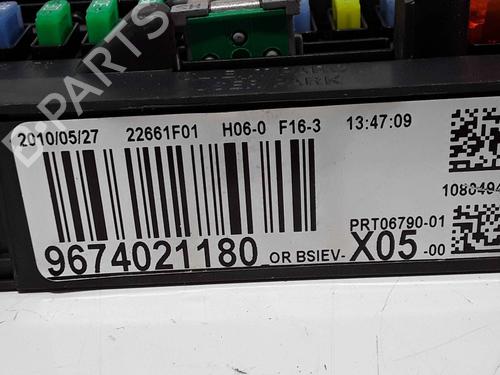 B-PARTS
2010/05/27 22661F01 H06-0 F16-3 13:47:09
1080494
PRT06790-01
9674021180 OR BSIEV- X05 -00